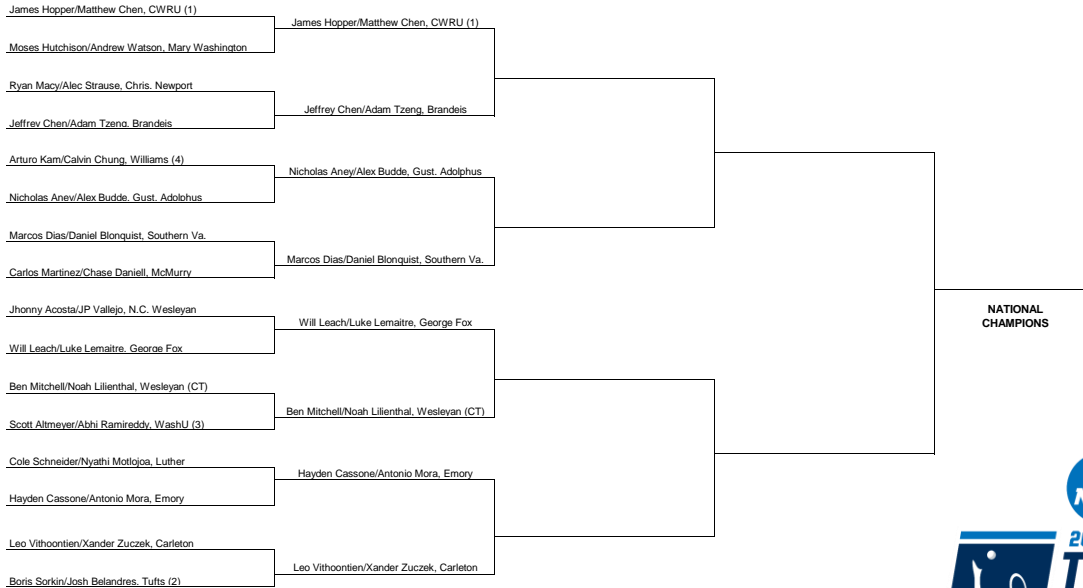 James Hopper/Matthew Chen, CWRU (1)
Moses Hutchison/Andrew Watson, Mary Washington
Ryan Macy/Alec Strause, Chris. Newport
Jeffrey Chen/Adam Tzeng, Brandeis
Arturo Kam/Calvin Chung, Williams (4)
Nicholas Aney/Alex Budde, Gust. Adolphus
Marcos Dias/Daniel Blonquist, Southern Va.
Carlos Martinez/Chase Daniell, McMurry
Jhonny Acosta/JP Vallejo, N.C. Wesleyan
Will Leach/Luke Lemaitre, George Fox
Ben Mitchell/Noah Lilienthal, Wesleyan (CT)
Scott Altmeyer/Abhi Ramireddy, WashU (3)
Cole Schneider/Nyathi Motlojoa, Luther
Hayden Cassone/Antonio Mora, Emory
Leo Vithoontien/Xander Zuczek, Carleton
Boris Sorkin/Josh Belandres, Tufts (2)
James Hopper/Matthew Chen, CWRU (1)
Jeffrey Chen/Adam Tzeng, Brandeis
Nicholas Aney/Alex Budde, Gust. Adolphus
Marcos Dias/Daniel Blonquist, Southern Va.
Will Leach/Luke Lemaitre, George Fox
Ben Mitchell/Noah Lilienthal, Wesleyan (CT)
Hayden Cassone/Antonio Mora, Emory
Leo Vithoontien/Xander Zuczek, Carleton
NATIONAL
CHAMPIONS